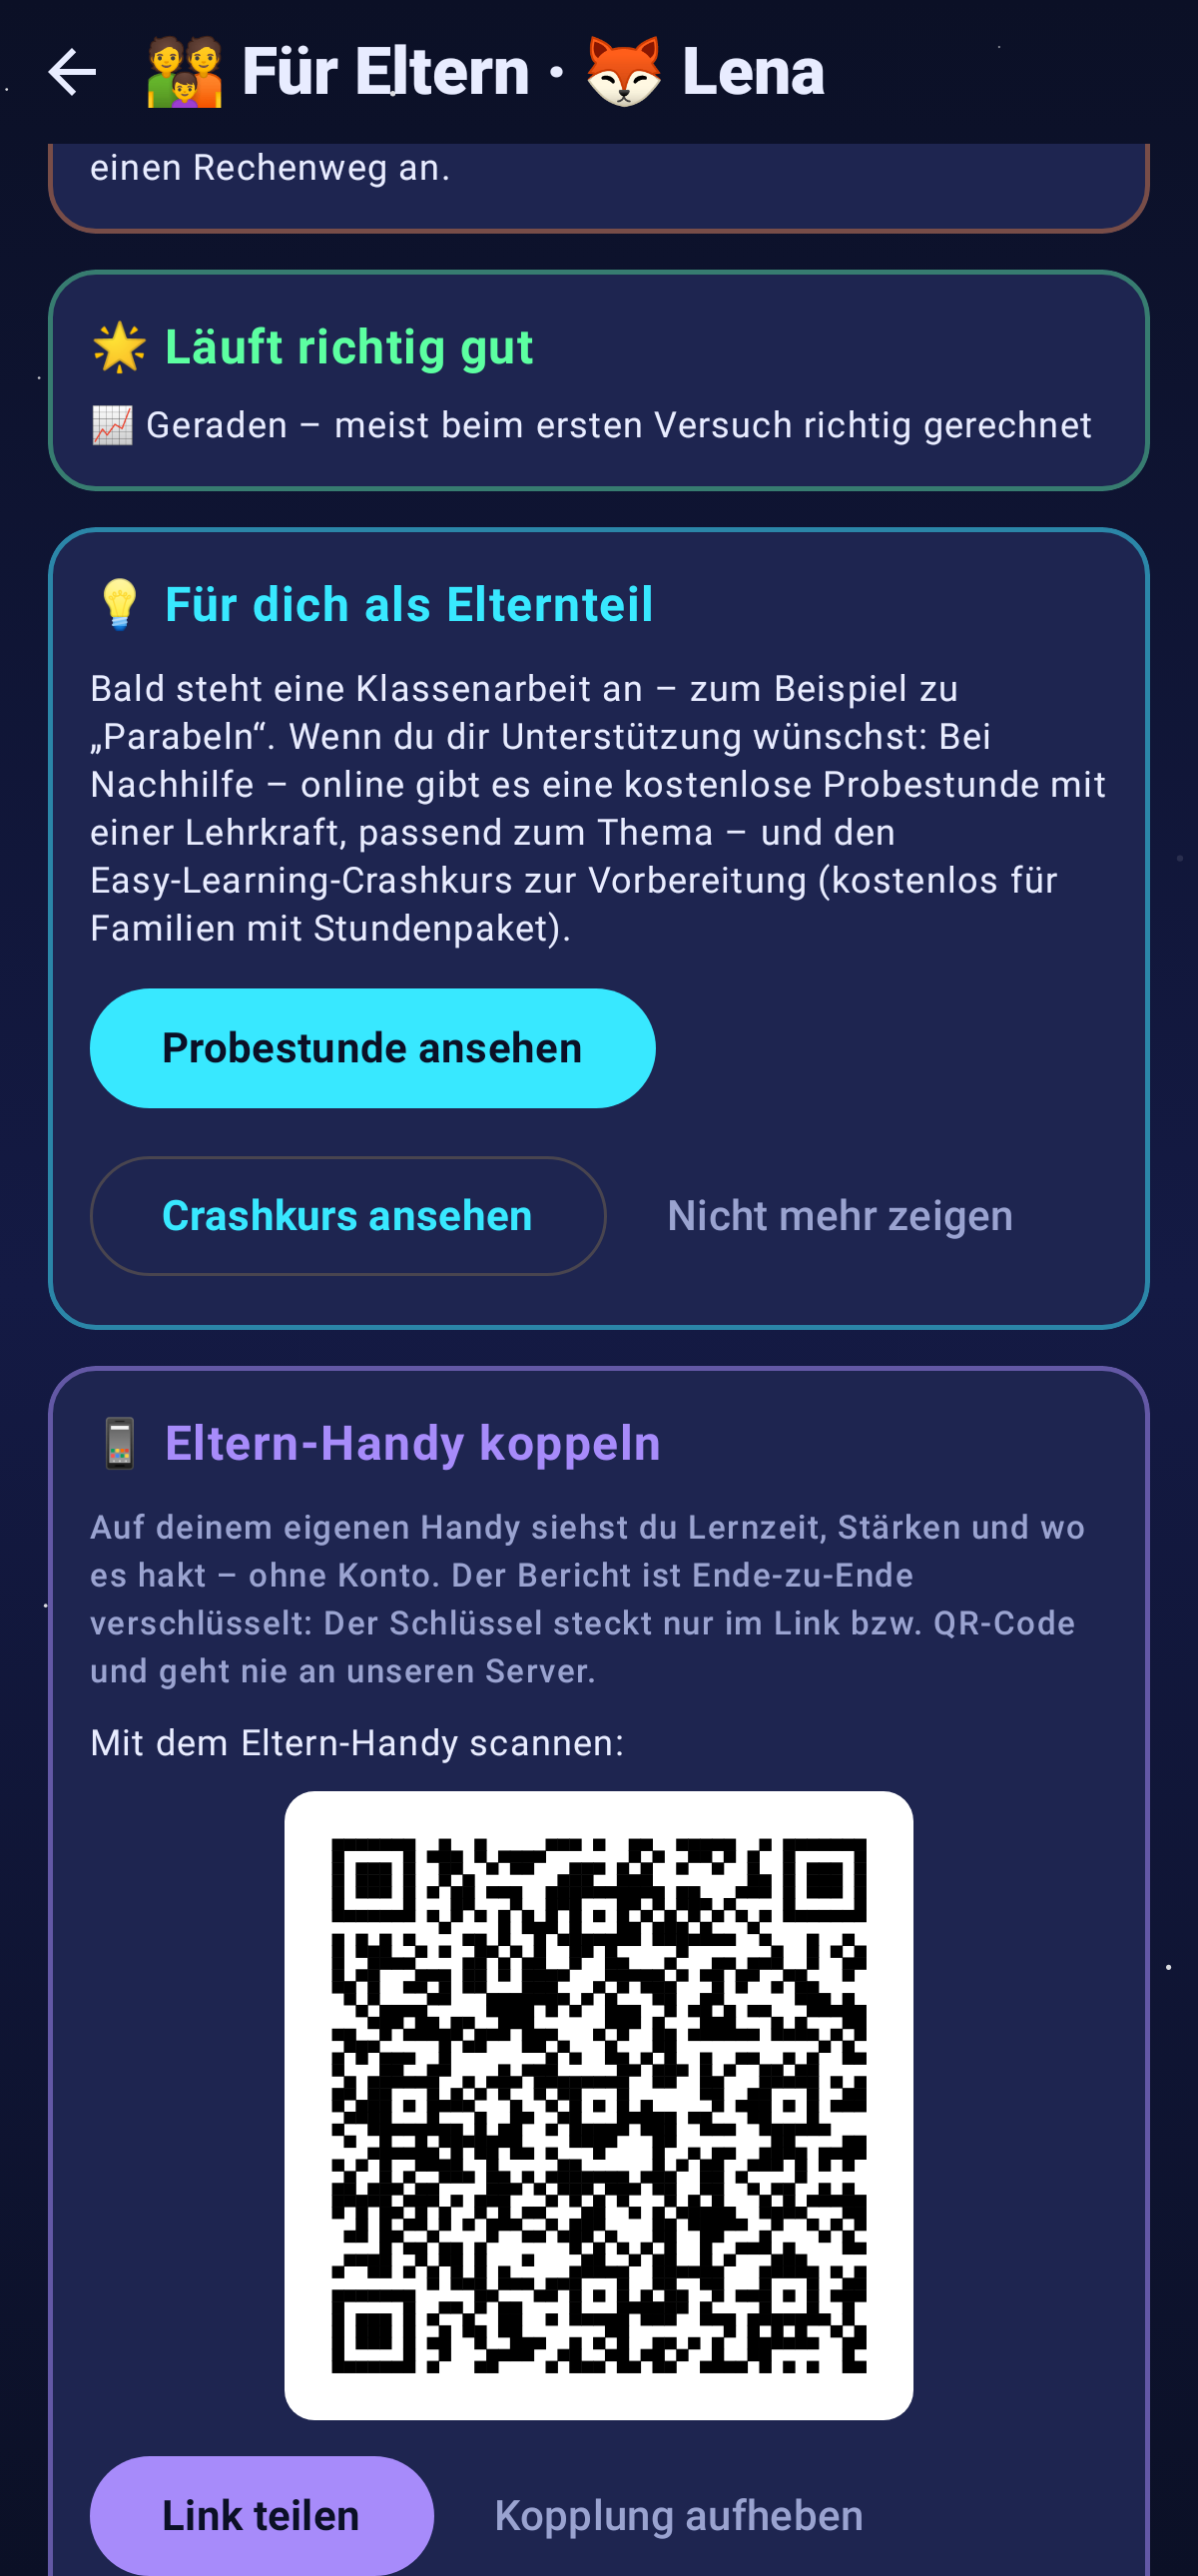 Für Eltern · Lena
einen Rechenweg an.
Läuft richtig gut
Geraden – meist beim ersten Versuch richtig gerechnet
Für dich als Elternteil
Bald steht eine Klassenarbeit an – zum Beispiel zu
„Parabeln“. Wenn du dir Unterstützung wünschst: Bei
Nachhilfe – online gibt es eine kostenlose Probestunde mit
einer Lehrkraft, passend zum Thema – und den
Easy-Learning-Crashkurs zur Vorbereitung (kostenlos für
Familien mit Stundenpaket).
Probestunde ansehen
Crashkurs ansehen Nicht mehr zeigen
Eltern-Handy koppeln
Auf deinem eigenen Handy siehst du Lernzeit, Stärken und wo
es hakt – ohne Konto. Der Bericht ist Ende-zu-Ende
verschlüsselt: Der Schlüssel steckt nur im Link bzw. QR-Code
und geht nie an unseren Server.
Mit dem Eltern-Handy scannen:
Link teilen Kopplung aufheben